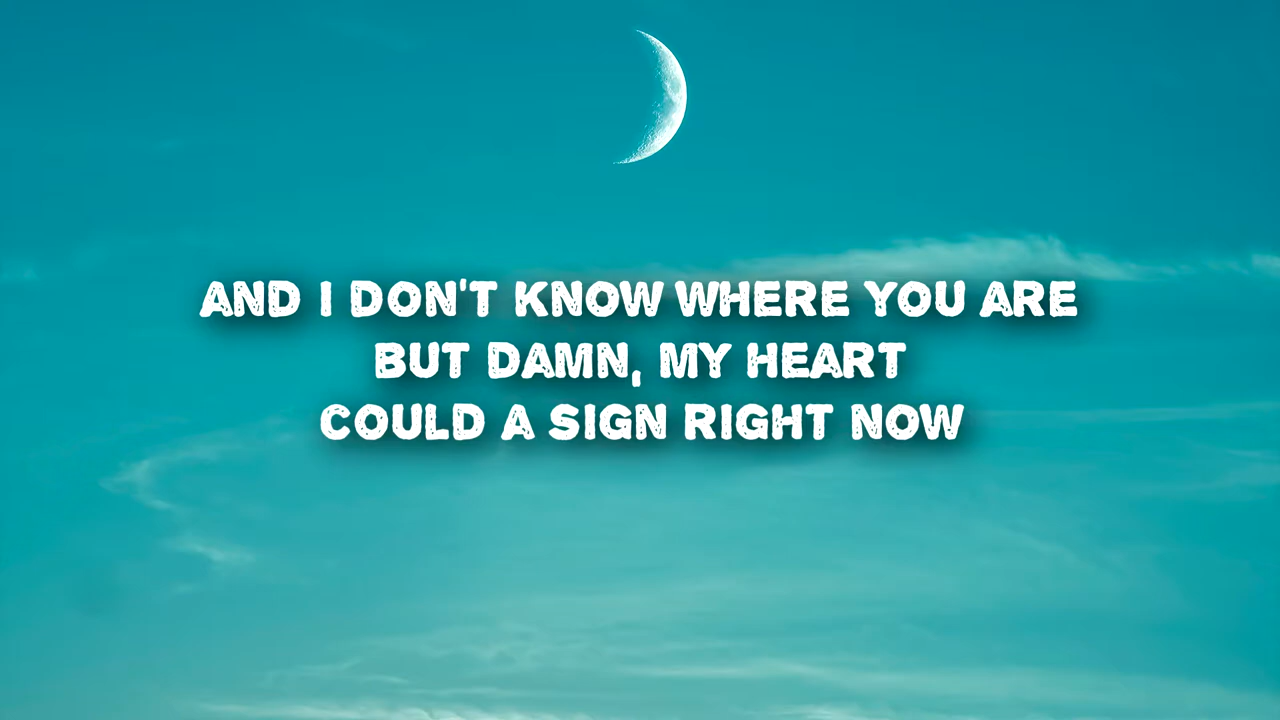 AND I DON'T KNOW WHERE YOU ARE
BUT DAMN, MY HEART
COULD A SIGN RIGHT NOW